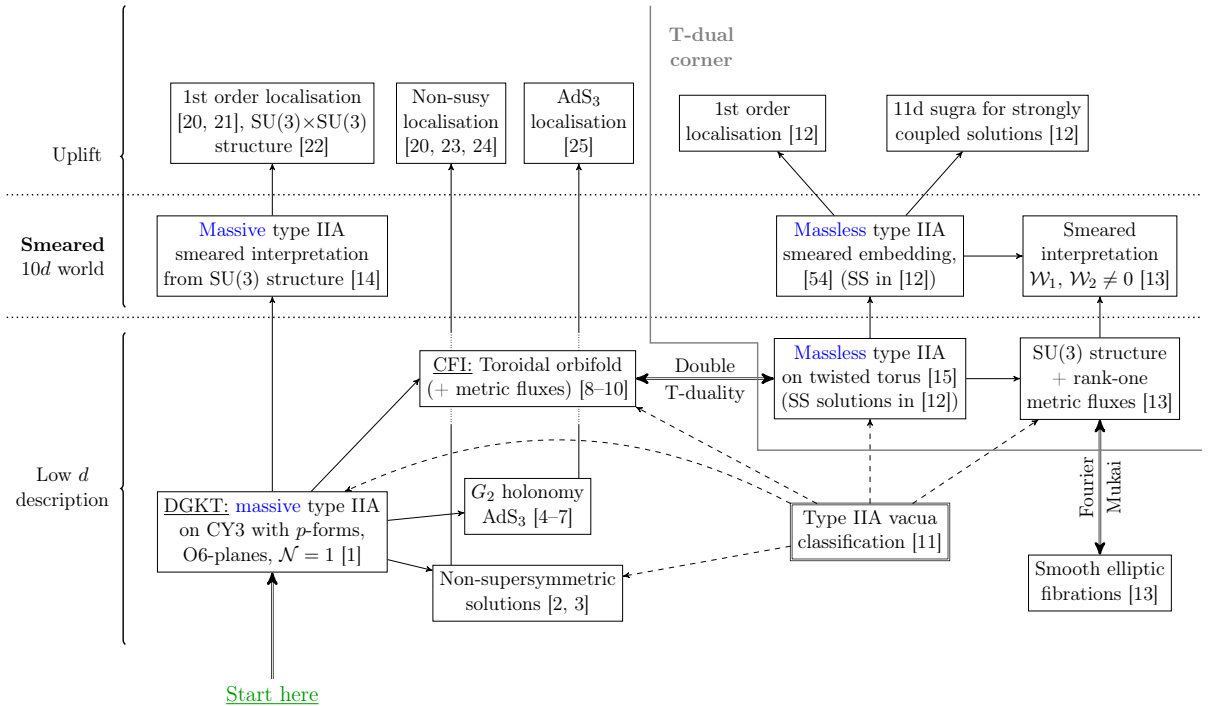 T-dual
corner
1st order localisation
[20, 21], SU(3)×SU(3)
structure [22]
Non-susy
localisation
[20, 23, 24]
AdS₃
localisation
[25]
1st order
localisation [12]
11d sugra for strongly
coupled solutions [12]
Uplift
Smeared
10d world
Massive type IIA
smeared interpretation
from SU(3) structure [14]
Massless type IIA
smeared embedding,
[54] (SS in [12])
Smeared
interpretation
𝒲₁, 𝒲₂ ≠ 0 [13]
CFI: Toroidal orbifold
(+ metric fluxes) [8–10]
Double
T-duality
Massless type IIA
on twisted torus [15]
(SS solutions in [12])
SU(3) structure
+ rank-one
metric fluxes [13]
Low d
description
DGKT: massive type IIA
on CY3 with p-forms,
O6-planes, 𝒩 = 1 [1]
G₂ holonomy
AdS₃ [4–7]
Type IIA vacua
classification [11]
Fourier
Mukai
Non-supersymmetric
solutions [2, 3]
Smooth elliptic
fibrations [13]
Start here